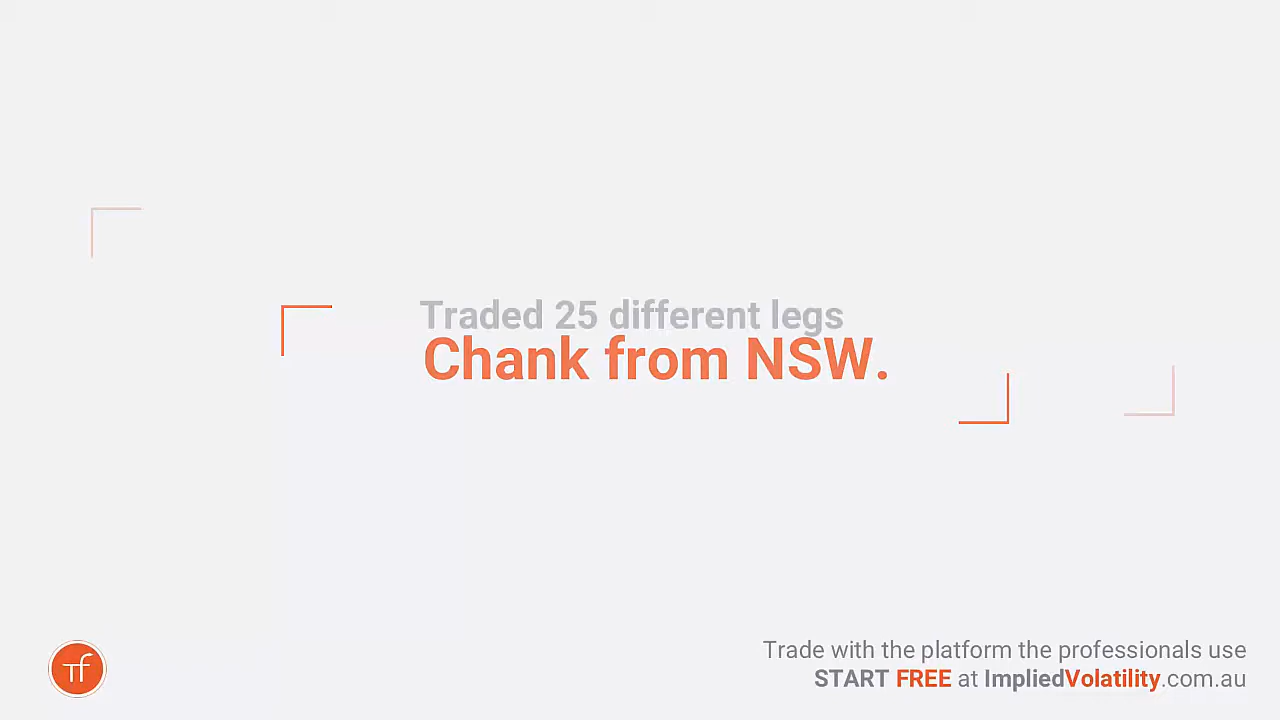 Traded 25 different legs
Chank from NSW.
Trade with the platform the professionals use
START FREE at ImpliedVolatility.com.au